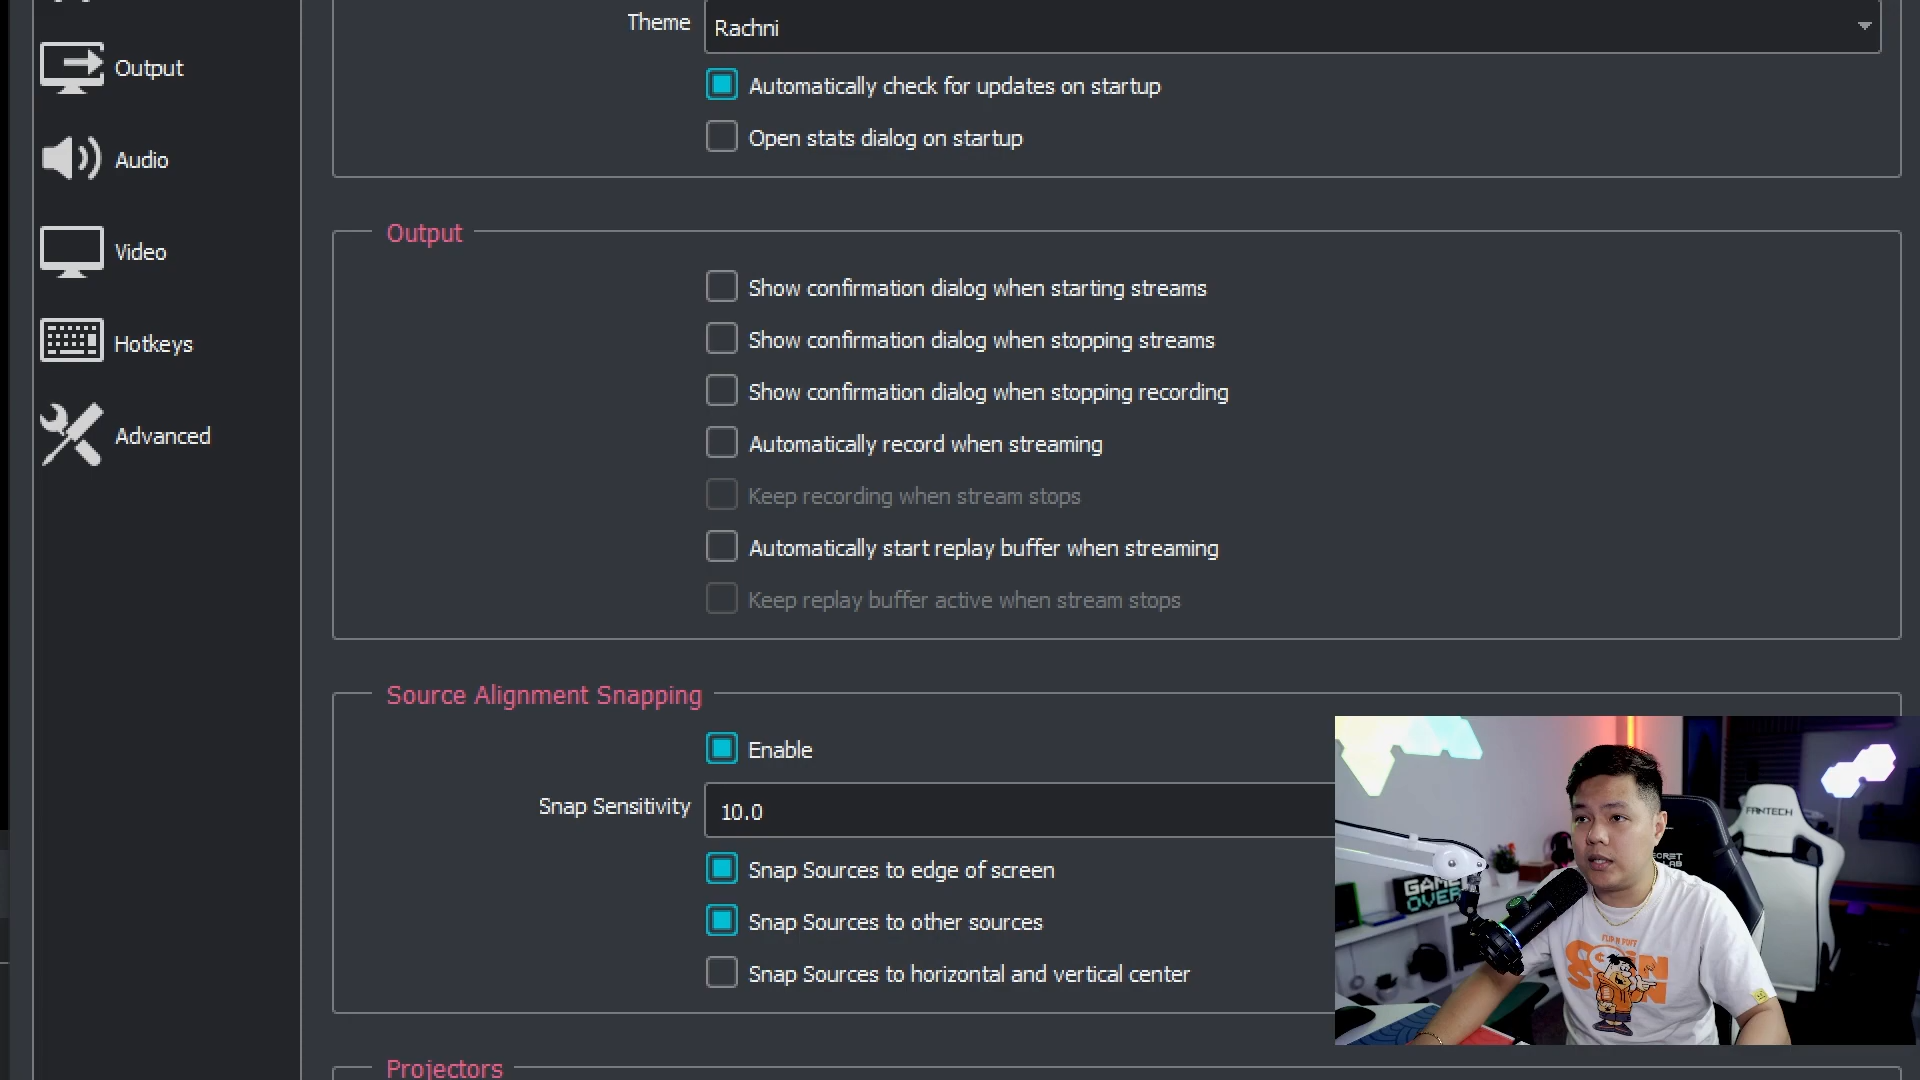 Theme
Rachni
Output
Automatically check for updates on startup
Open stats dialog on startup
Audio
Output
Video
Show confirmation dialog when starting streams
Show confirmation dialog when stopping streams
Hotkeys
Show confirmation dialog when stopping recording
Advanced
Automatically record when streaming
Keep recording when stream stops
Automatically start replay buffer when streaming
Keep replay buffer active when stream stops
Source Alignment Snapping
Enable
Snap Sensitivity
10.0
Snap Sources to edge of screen
Snap Sources to other sources
Snap Sources to horizontal and vertical center
Projectors
FANTECH
GAME
OVER